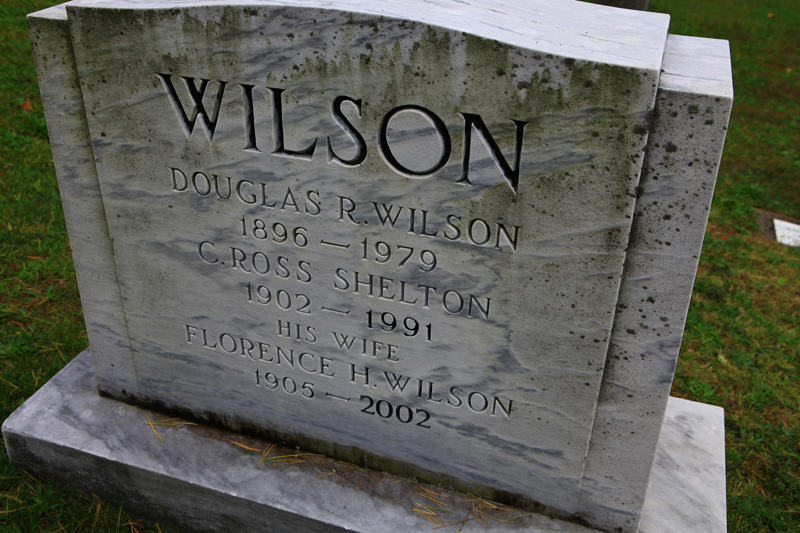 WILSON
DOUGLAS R. WILSON
1896 — 1979
C. ROSS SHELTON
1902 — 1991
HIS WIFE
FLORENCE H. WILSON
1905 — 2002